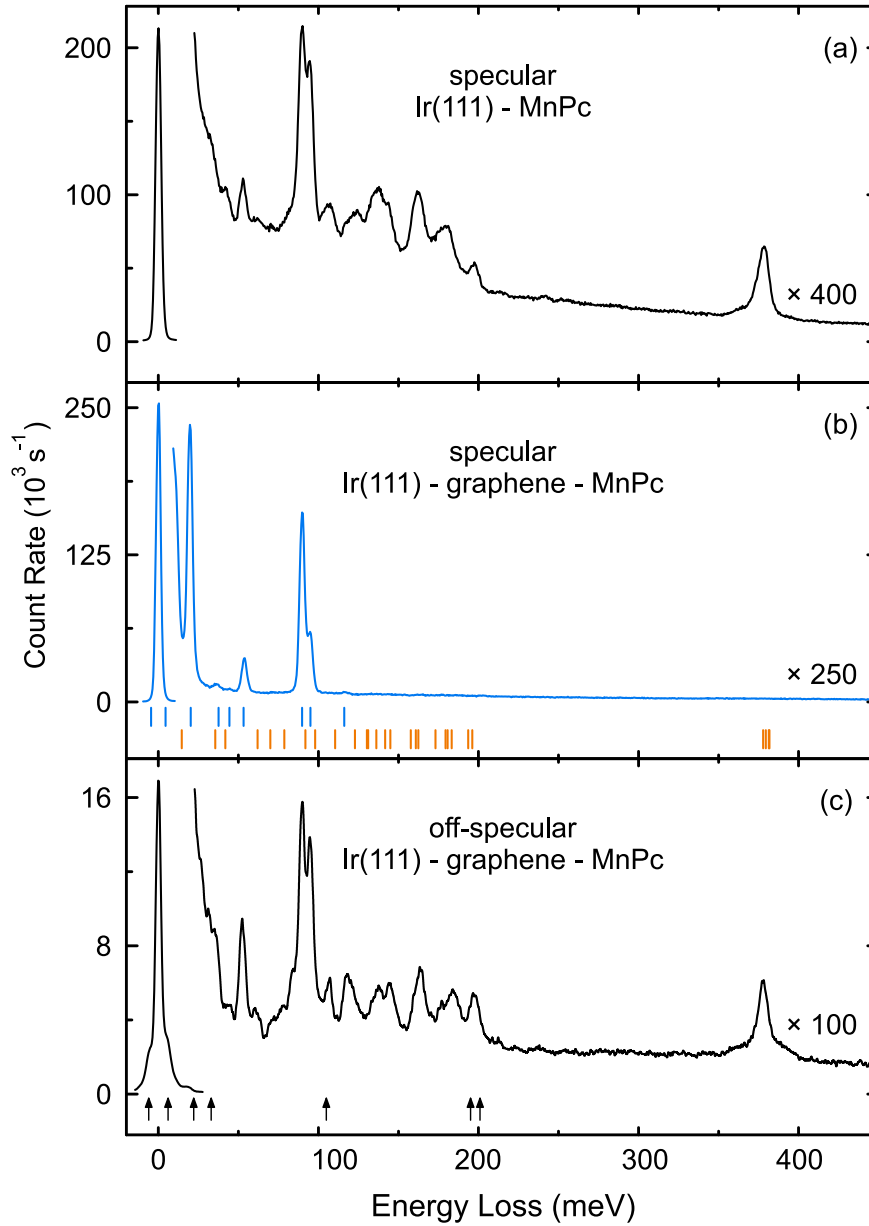 (a)
specular
Ir(111) - MnPc
200
100
0
× 400
(b)
specular
Ir(111) - graphene - MnPc
250
125
0
× 250
Count Rate (10³ s⁻¹)
(c)
off-specular
Ir(111) - graphene - MnPc
16
8
0
× 100
0 100 200 300 400
Energy Loss (meV)